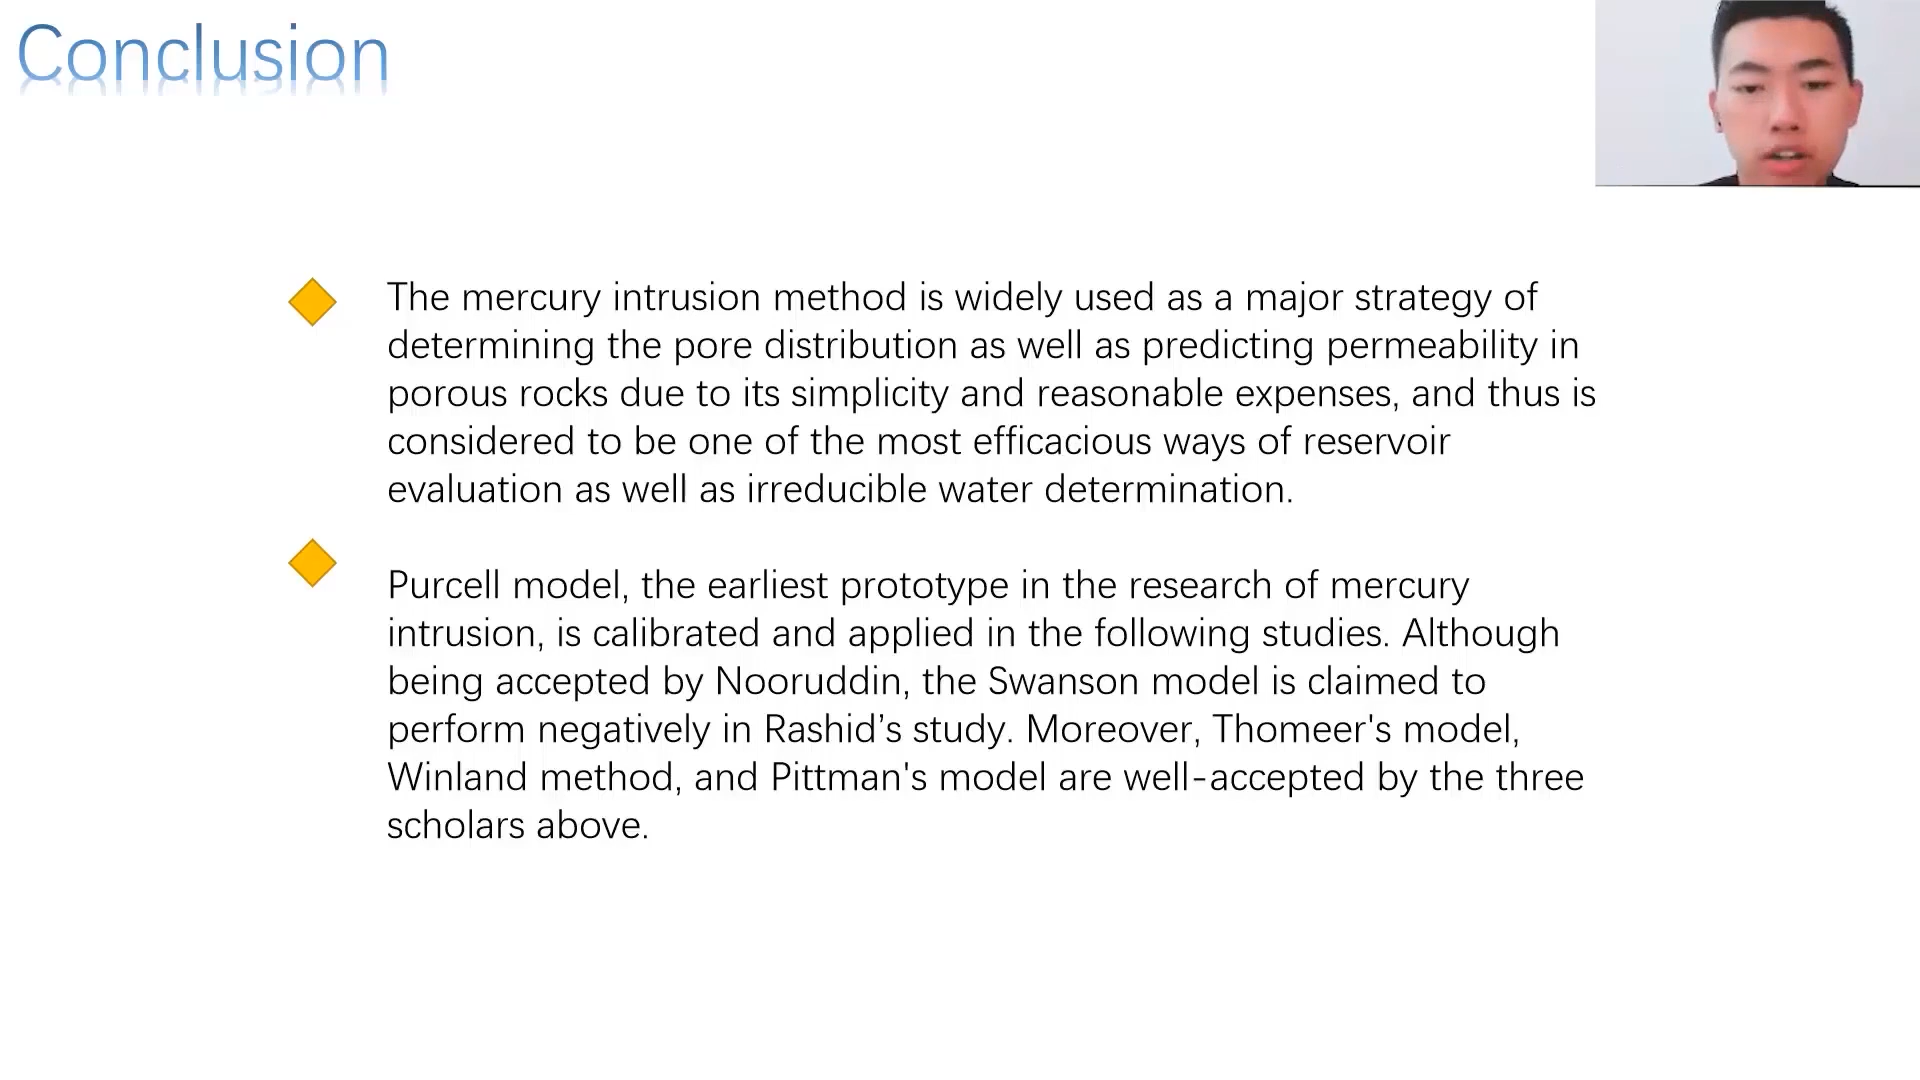 Conclusion
The mercury intrusion method is widely used as a major strategy of
determining the pore distribution as well as predicting permeability in
porous rocks due to its simplicity and reasonable expenses, and thus is
considered to be one of the most efficacious ways of reservoir
evaluation as well as irreducible water determination.
Purcell model, the earliest prototype in the research of mercury
intrusion, is calibrated and applied in the following studies. Although
being accepted by Nooruddin, the Swanson model is claimed to
perform negatively in Rashid’s study. Moreover, Thomeer's model,
Winland method, and Pittman's model are well-accepted by the three
scholars above.